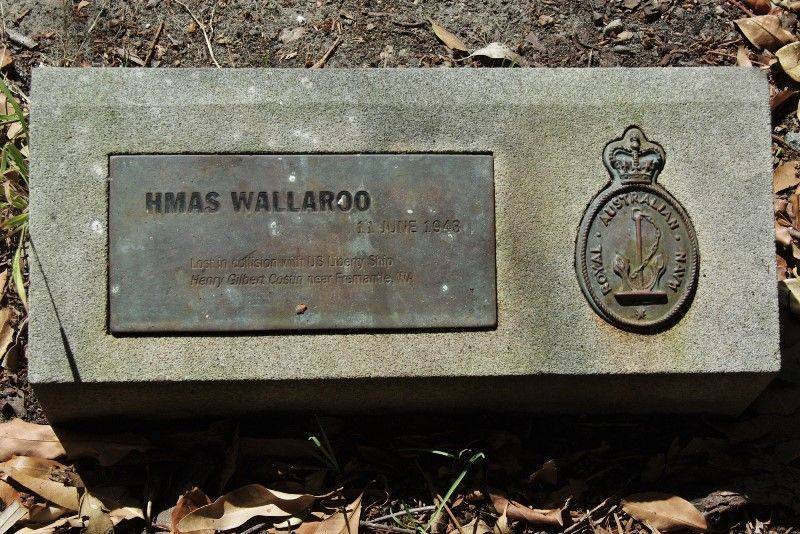 HMAS WALLAROO
11 JUNE 1943
Lost in collision with US Liberty Ship
Henry Gilbert Costin near Fremantle, WA
ROYAL · AUSTRALIAN · NAVY